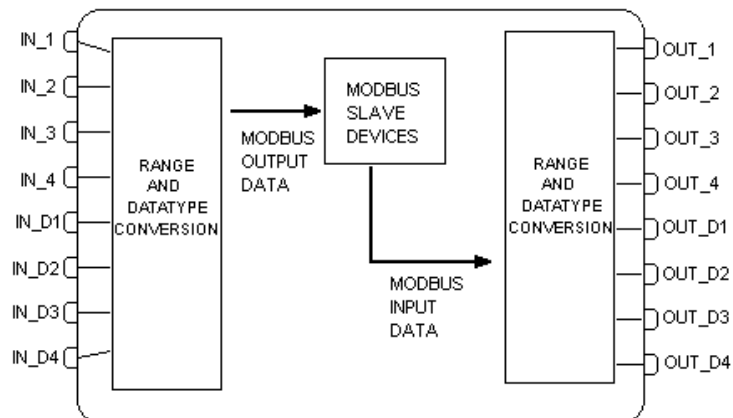 IN_1
IN_2
IN_3
IN_4
IN_D1
IN_D2
IN_D3
IN_D4
RANGE
AND
DATATYPE
CONVERSION
MODBUS
OUTPUT
DATA
MODBUS
SLAVE
DEVICES
MODBUS
INPUT
DATA
RANGE
AND
DATATYPE
CONVERSION
OUT_1
OUT_2
OUT_3
OUT_4
OUT_D1
OUT_D2
OUT_D3
OUT_D4